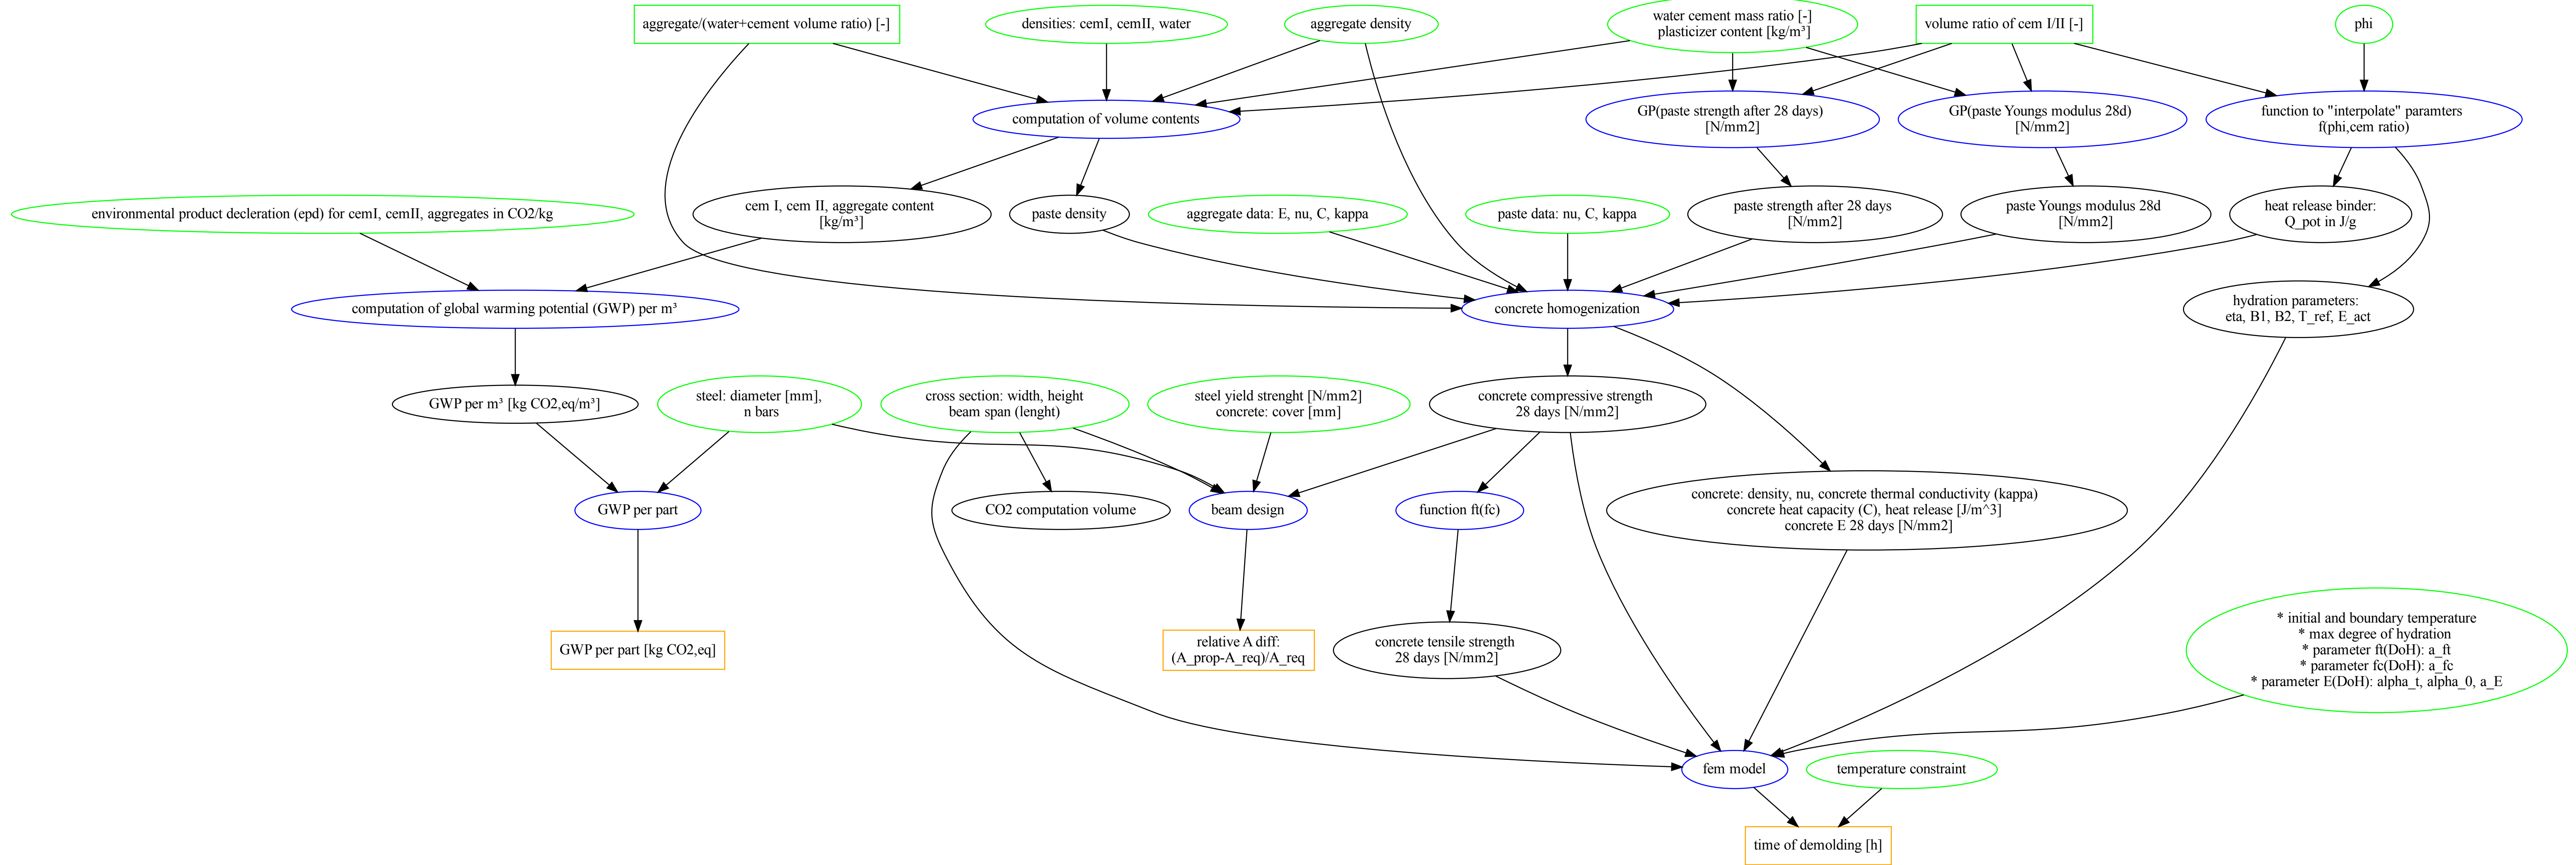 aggregate/(water+cement volume ratio) [-]
densities: cemI, cemII, water
aggregate density
water cement mass ratio [-]
plasticizer content [kg/m³]
volume ratio of cem I/II [-]
phi
computation of volume contents
GP(paste strength after 28 days)
[N/mm2]
GP(paste Youngs modulus 28d)
[N/mm2]
function to "interpolate" paramters
f(phi,cem ratio)
environmental product decleration (epd) for cemI, cemII, aggregates in CO2/kg
cem I, cem II, aggregate content
[kg/m³]
paste density
aggregate data: E, nu, C, kappa
paste data: nu, C, kappa
paste strength after 28 days
[N/mm2]
paste Youngs modulus 28d
[N/mm2]
heat release binder:
Q_pot in J/g
computation of global warming potential (GWP) per m³
concrete homogenization
hydration parameters:
eta, B1, B2, T_ref, E_act
GWP per m³ [kg CO2,eq/m³]
steel: diameter [mm],
n bars
cross section: width, height
beam span (lenght)
steel yield strenght [N/mm2]
concrete: cover [mm]
concrete compressive strength
28 days [N/mm2]
GWP per part
CO2 computation volume
beam design
function ft(fc)
concrete: density, nu, concrete thermal conductivity (kappa)
concrete heat capacity (C), heat release [J/m^3]
concrete E 28 days [N/mm2]
GWP per part [kg CO2,eq]
relative A diff:
(A_prop-A_req)/A_req
concrete tensile strength
28 days [N/mm2]
* initial and boundary temperature
* max degree of hydration
* parameter ft(DoH): a_ft
* parameter fc(DoH): a_fc
* parameter E(DoH): alpha_t, alpha_0, a_E
fem model
temperature constraint
time of demolding [h]